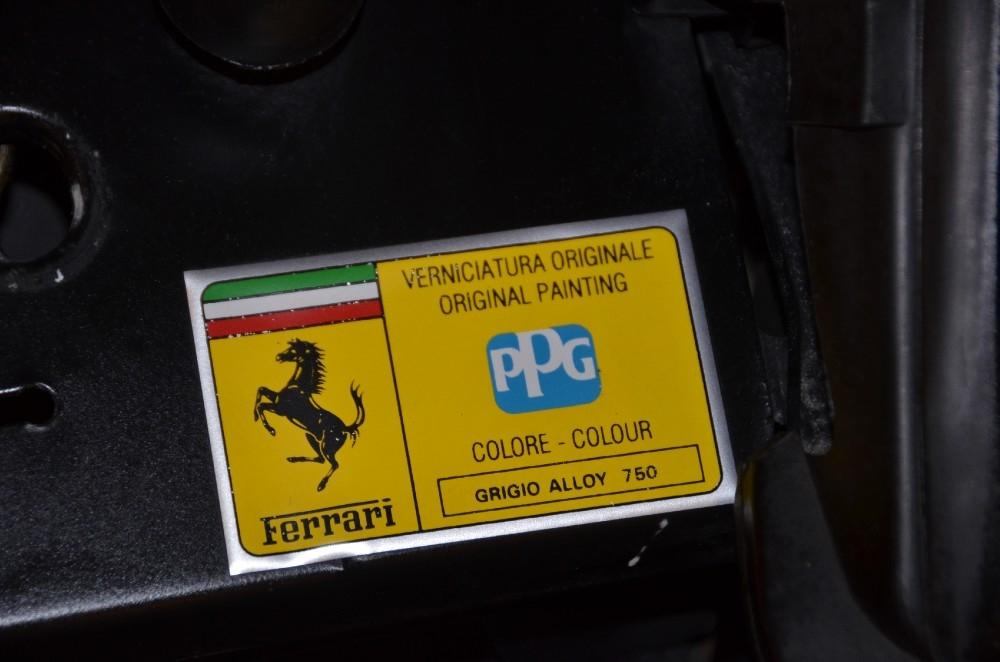 VERNICIATURA ORIGINALE
ORIGINAL PAINTING
PPG
COLORE - COLOUR
GRIGIO ALLOY 750
Ferrari